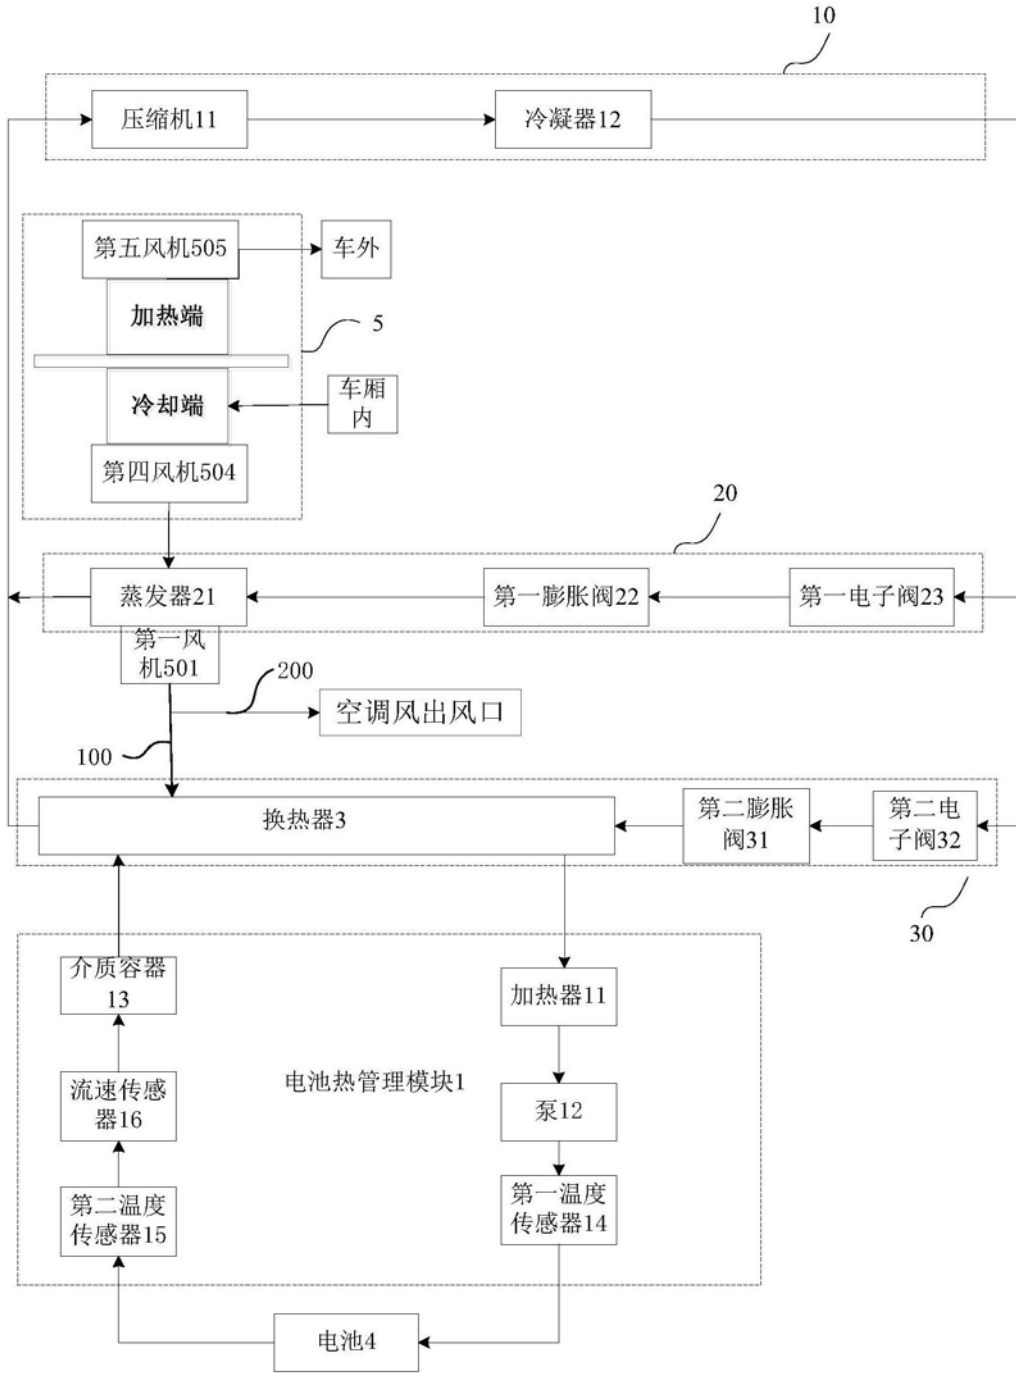 10
压缩机11
冷凝器12
第五风机505
车外
加热端
5
冷却端
车厢
内
第四风机504
20
蒸发器21
第一膨胀阀22
第一电子阀23
第一风
机501
200
空调风出风口
100
换热器3
第二膨胀
阀31
第二电
子阀32
30
介质容器
13
加热器11
流速传感
器16
电池热管理模块1
泵12
第二温度
传感器15
第一温度
传感器14
电池4